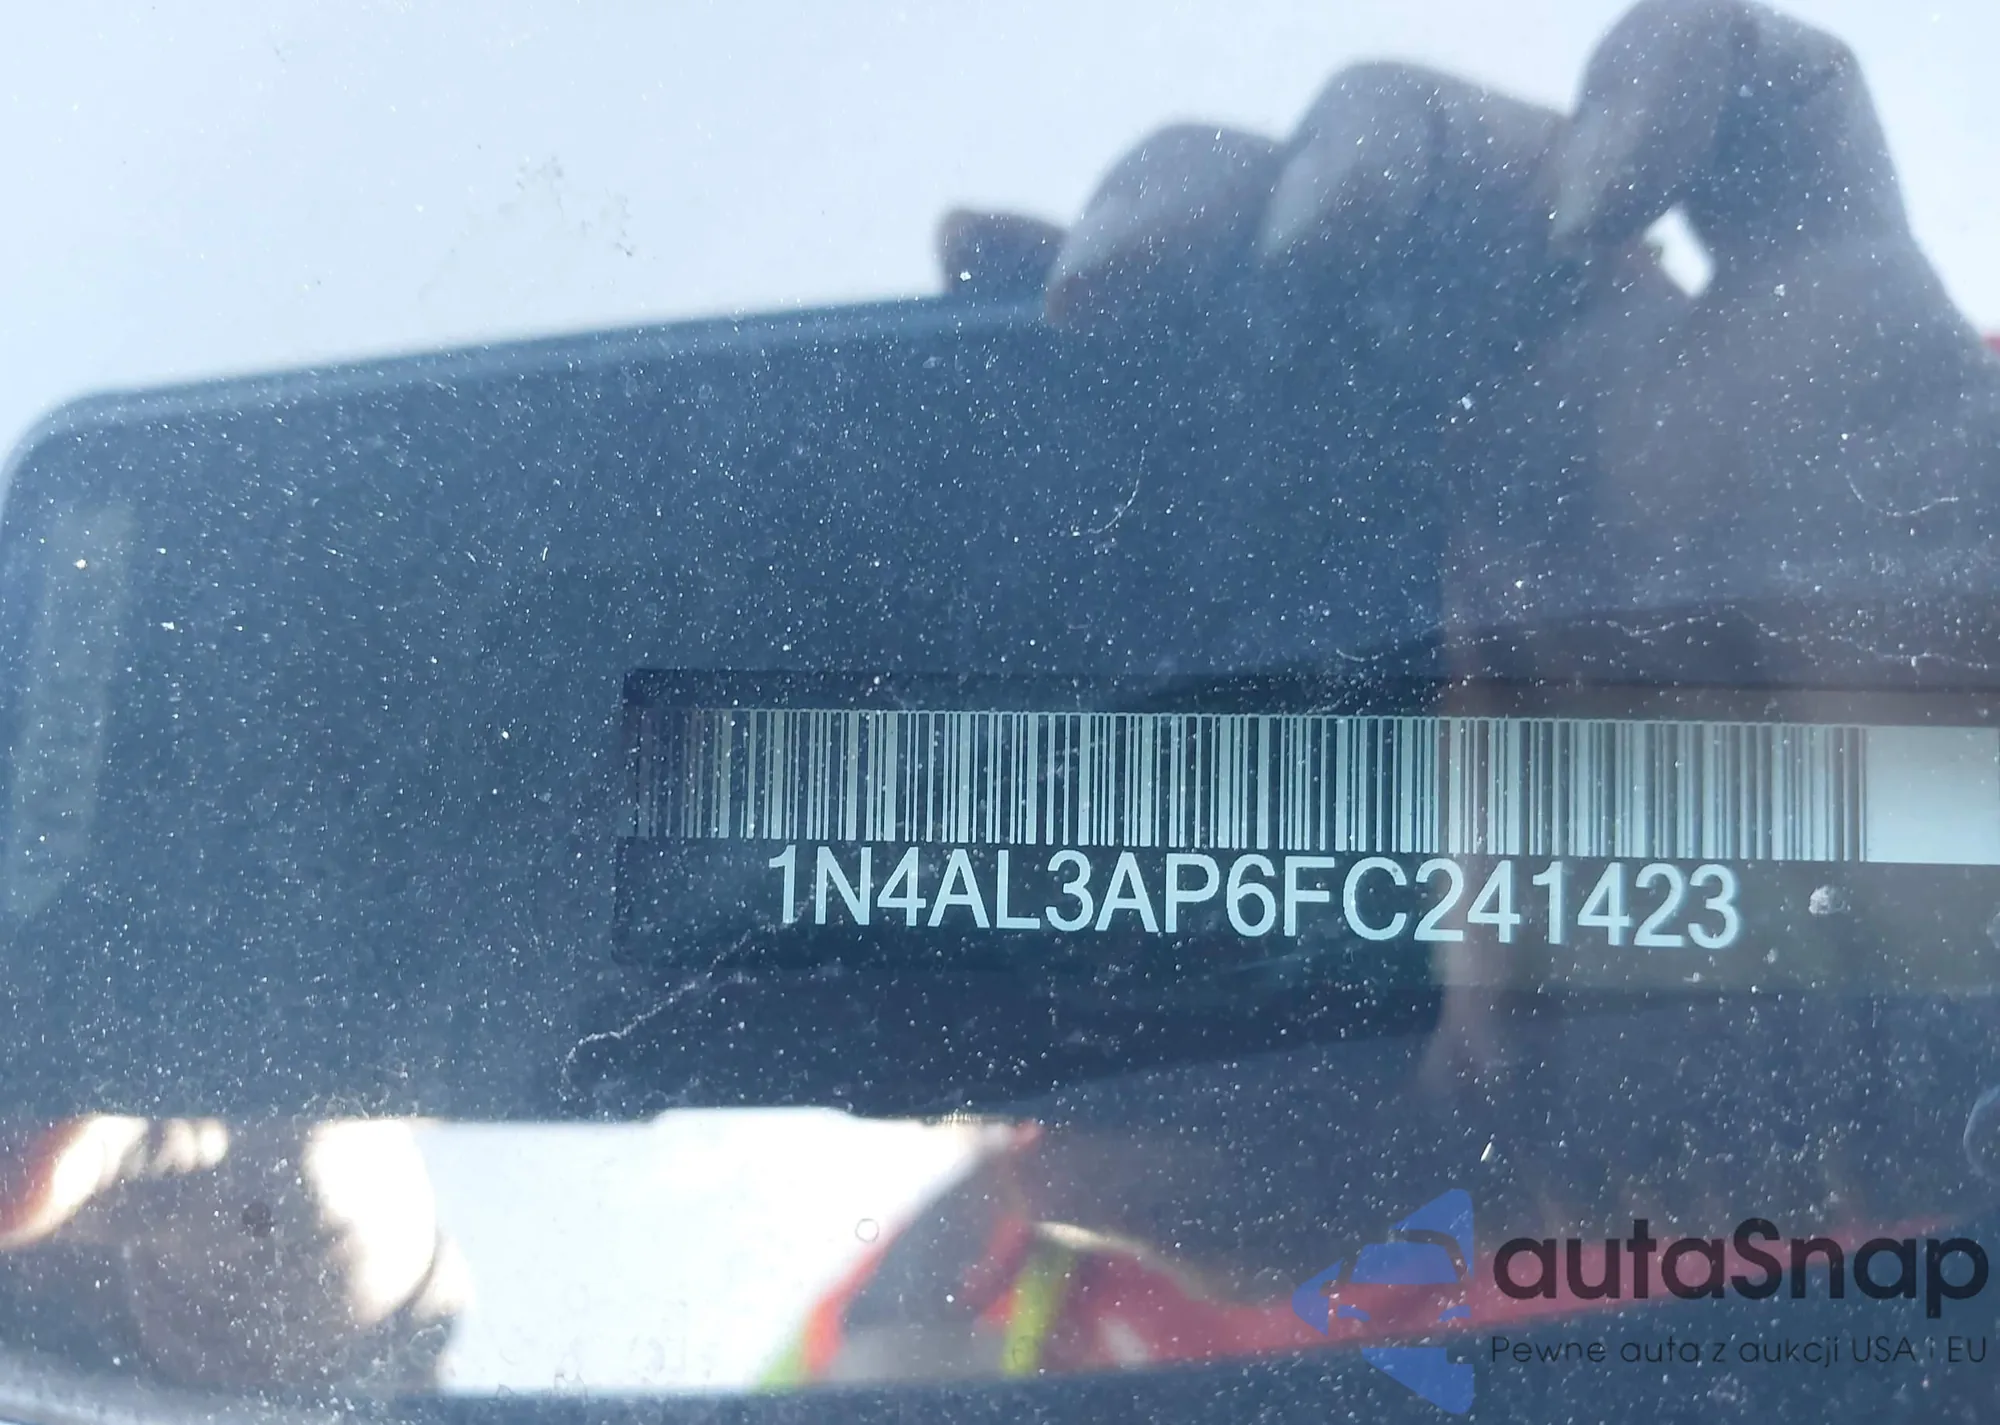 1N4AL3AP6FC241423
autaSnap
Pewne auta z aukcji USA i EU